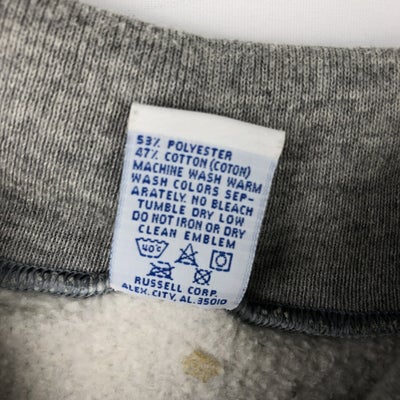 53% POLYESTER
47% COTTON (COTON)
MACHINE WASH WARM
WASH COLORS SEP-
ARATELY. NO BLEACH
TUMBLE DRY LOW
DO NOT IRON OR DRY
CLEAN EMBLEM
40°C
RUSSELL CORP.
ALEX. CITY, AL. 35010